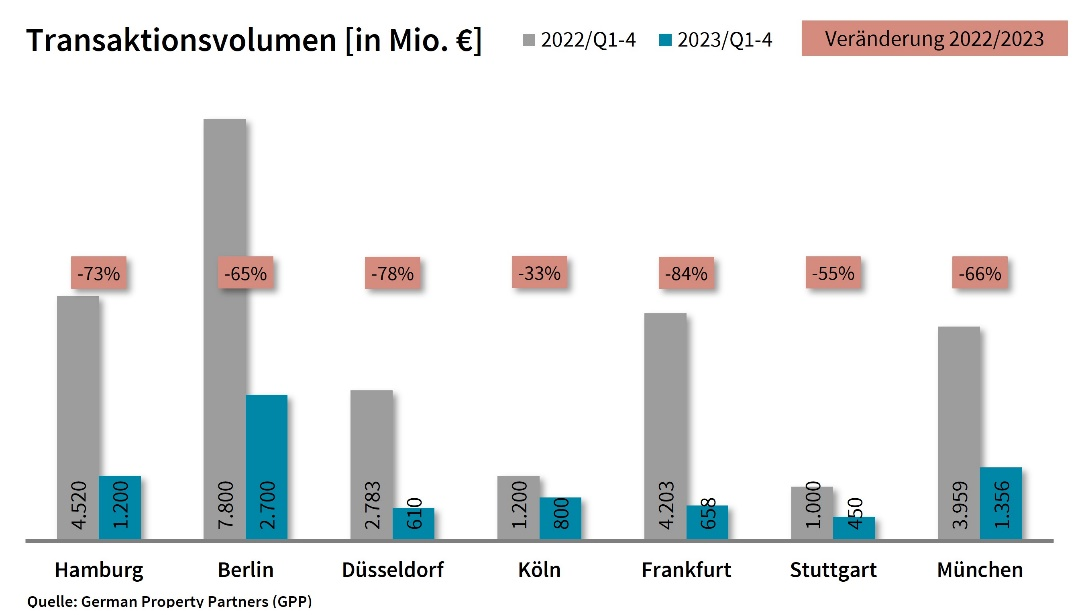 Transaktionsvolumen [in Mio. €]
2022/Q1-4
2023/Q1-4
Veränderung 2022/2023
-73%
-65%
-78%
-33%
-84%
-55%
-66%
4.520
1.200
7.800
2.700
2.783
610
1.200
800
4.203
658
1.000
450
3.959
1.356
Hamburg
Berlin
Düsseldorf
Köln
Frankfurt
Stuttgart
München
Quelle: German Property Partners (GPP)